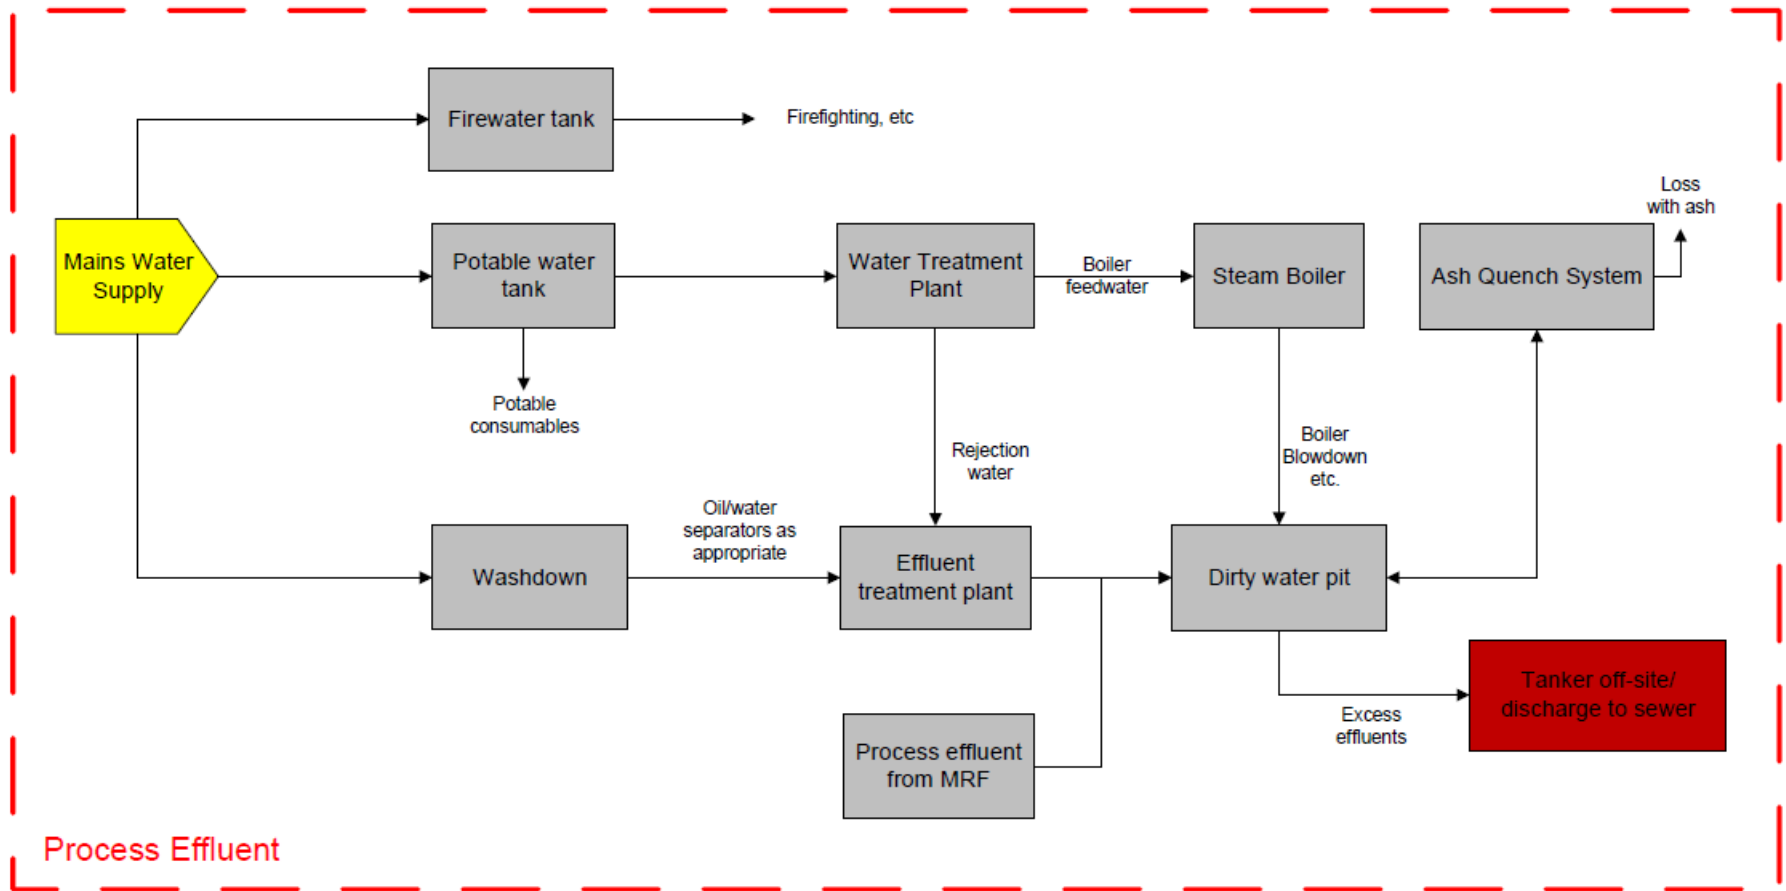 Firewater tank
Firefighting, etc
Loss
with ash
Mains Water
Supply
Potable water
tank
Water Treatment
Plant
Boiler
feedwater
Steam Boiler
Ash Quench System
Potable
consumables
Rejection
water
Boiler
Blowdown
etc.
Oil/water
separators as
appropriate
Washdown
Effluent
treatment plant
Dirty water pit
Tanker off-site/
discharge to sewer
Excess
effluents
Process effluent
from MRF
Process Effluent